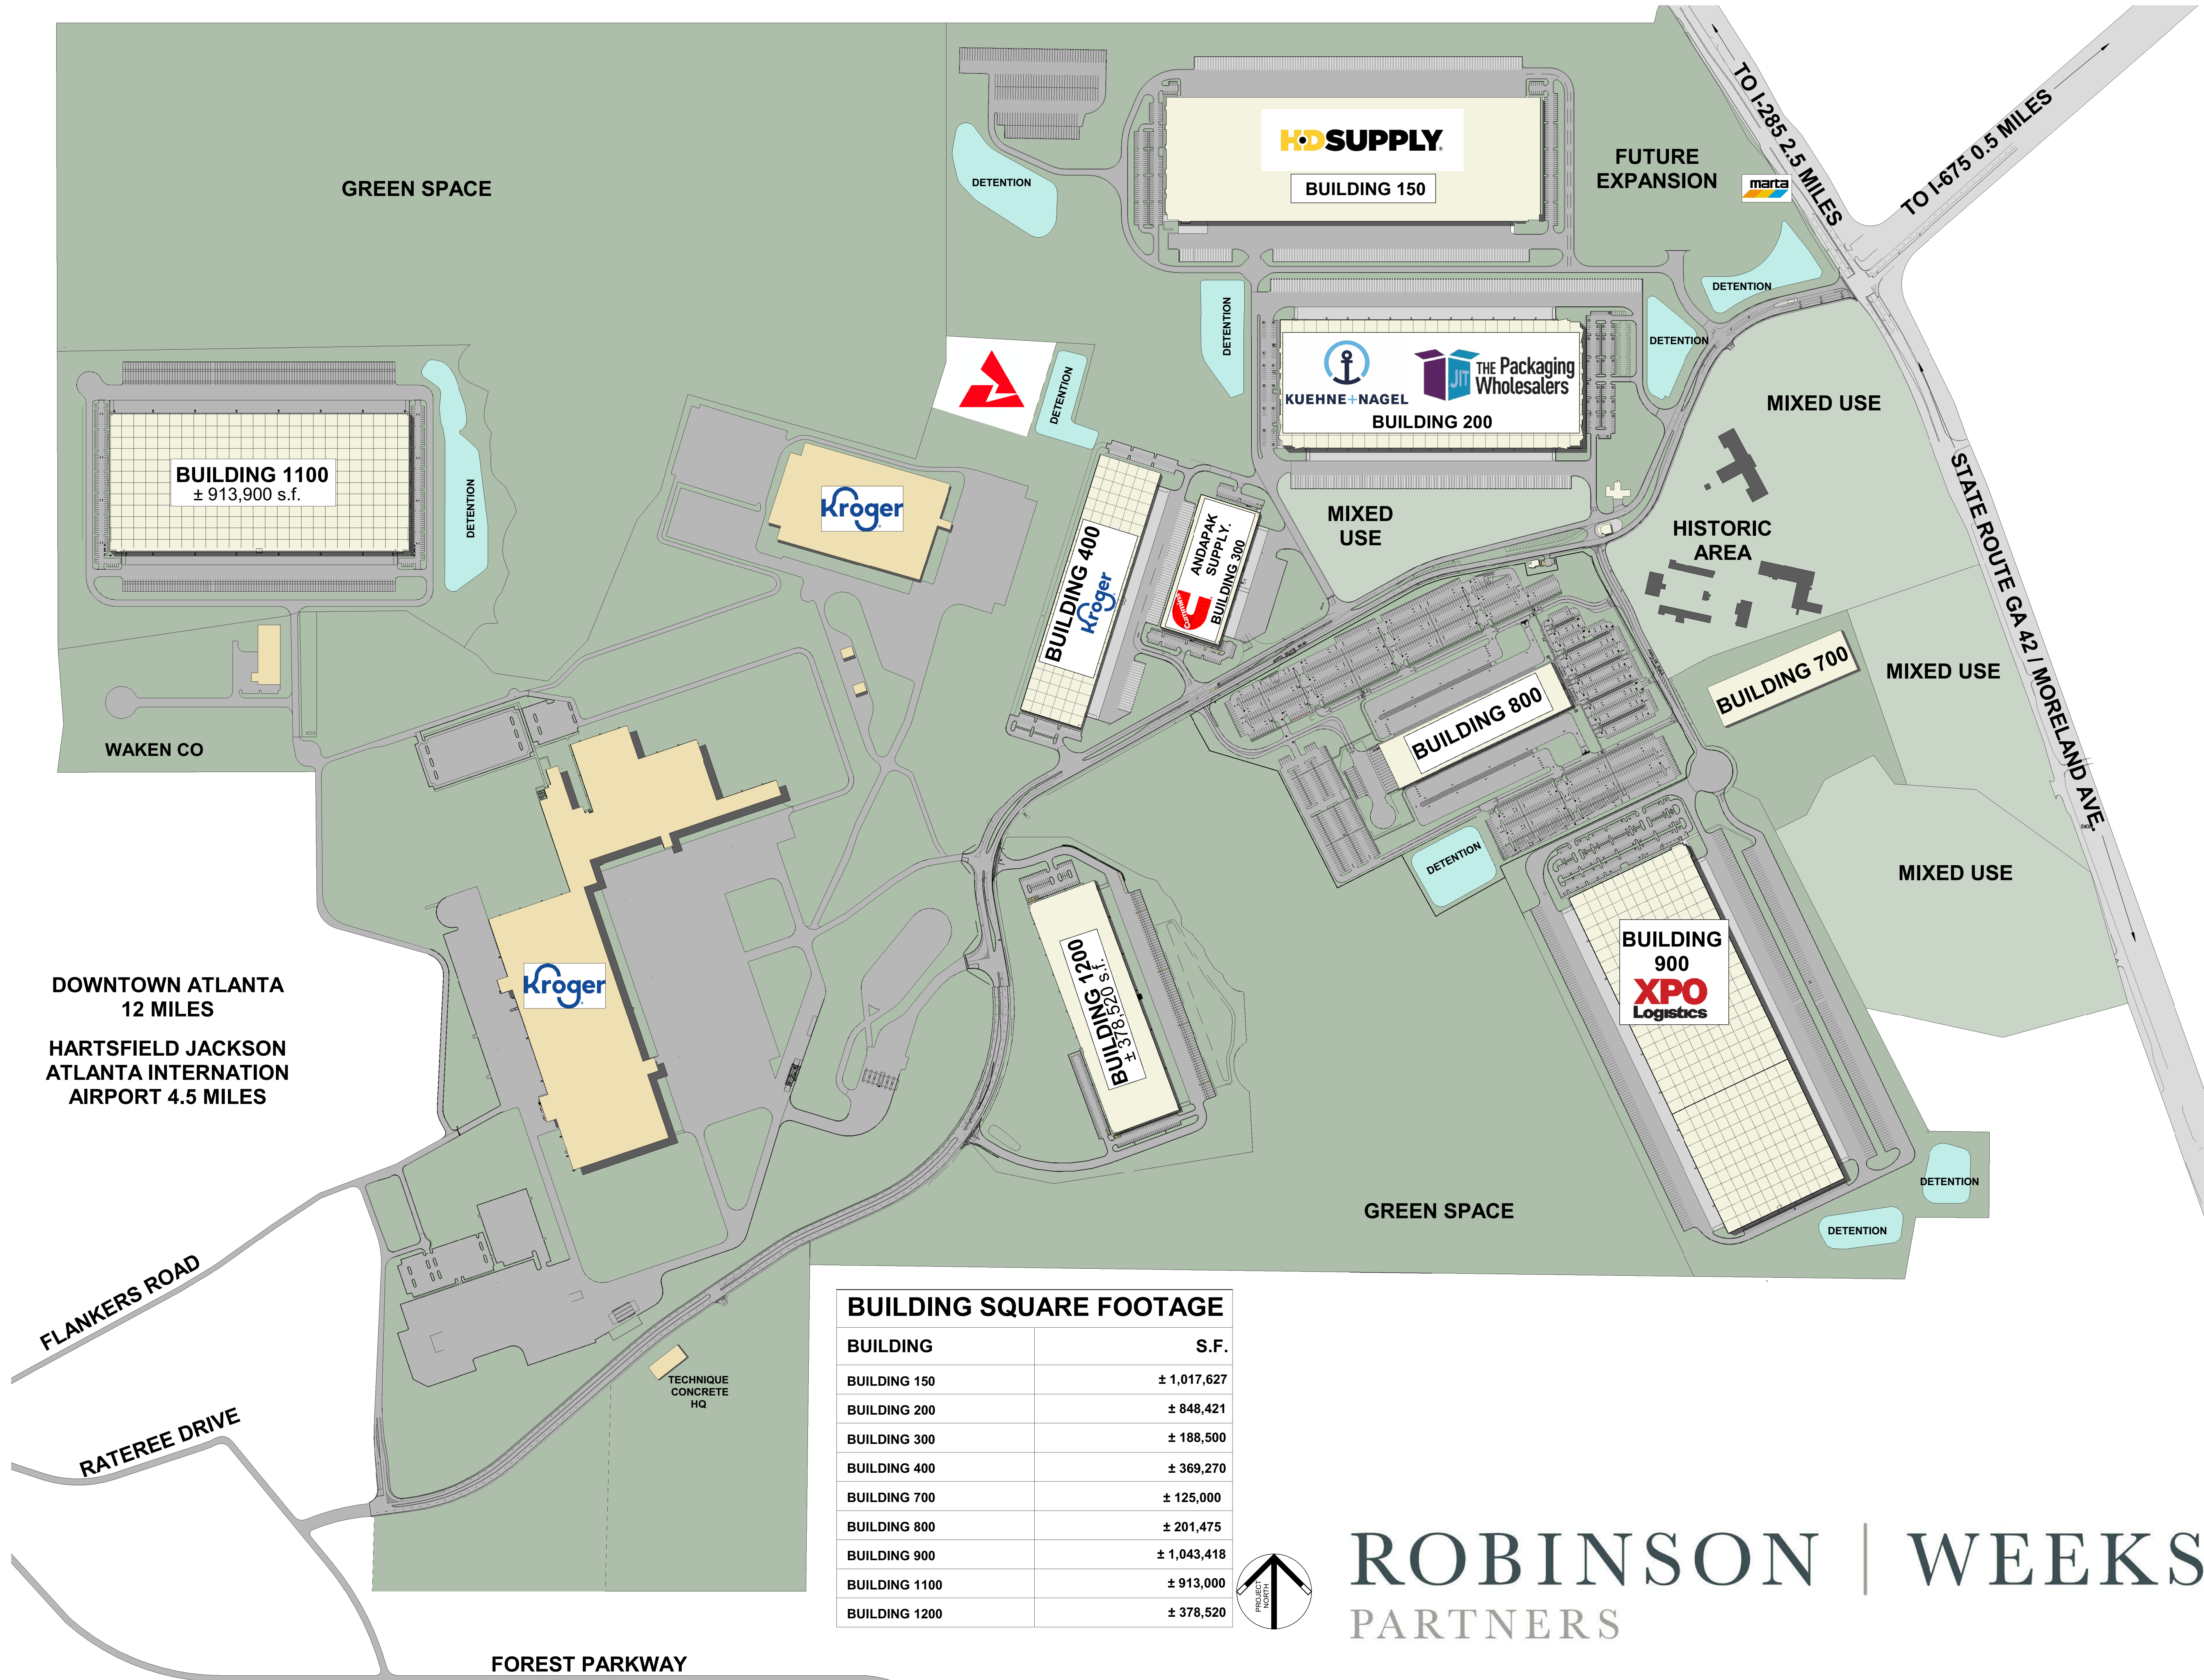 TO I-285 2.5 MILES
TO I-675 0.5 MILES
GREEN SPACE
DETENTION
HD SUPPLY
BUILDING 150
FUTURE
EXPANSION
marta
DETENTION
DETENTION
DETENTION
KUEHNE+NAGEL
JIT THE Packaging
Wholesalers
BUILDING 200
DETENTION
MIXED USE
BUILDING 1100
± 913,900 s.f.
DETENTION
Kroger
BUILDING 400
Kroger
ANDAPAK
SUPPLY.
BUILDING 300
Cummins
MIXED
USE
HISTORIC
AREA
STATE ROUTE GA 42 / MORELAND AVE.
BUILDING 700
MIXED USE
BUILDING 800
WAKEN CO
DETENTION
MIXED USE
BUILDING
900
XPO
Logistics
Kroger
BUILDING 1200
± 378,520 s.f.
DOWNTOWN ATLANTA
12 MILES
HARTSFIELD JACKSON
ATLANTA INTERNATION
AIRPORT 4.5 MILES
GREEN SPACE
DETENTION
DETENTION
FLANKERS ROAD
RATEREE DRIVE
TECHNIQUE
CONCRETE
HQ
BUILDING SQUARE FOOTAGE
BUILDING S.F.
BUILDING 150 ± 1,017,627
BUILDING 200 ± 848,421
BUILDING 300 ± 188,500
BUILDING 400 ± 369,270
BUILDING 700 ± 125,000
BUILDING 800 ± 201,475
BUILDING 900 ± 1,043,418
BUILDING 1100 ± 913,000
BUILDING 1200 ± 378,520
PROJECT
NORTH
ROBINSON | WEEKS
PARTNERS
FOREST PARKWAY